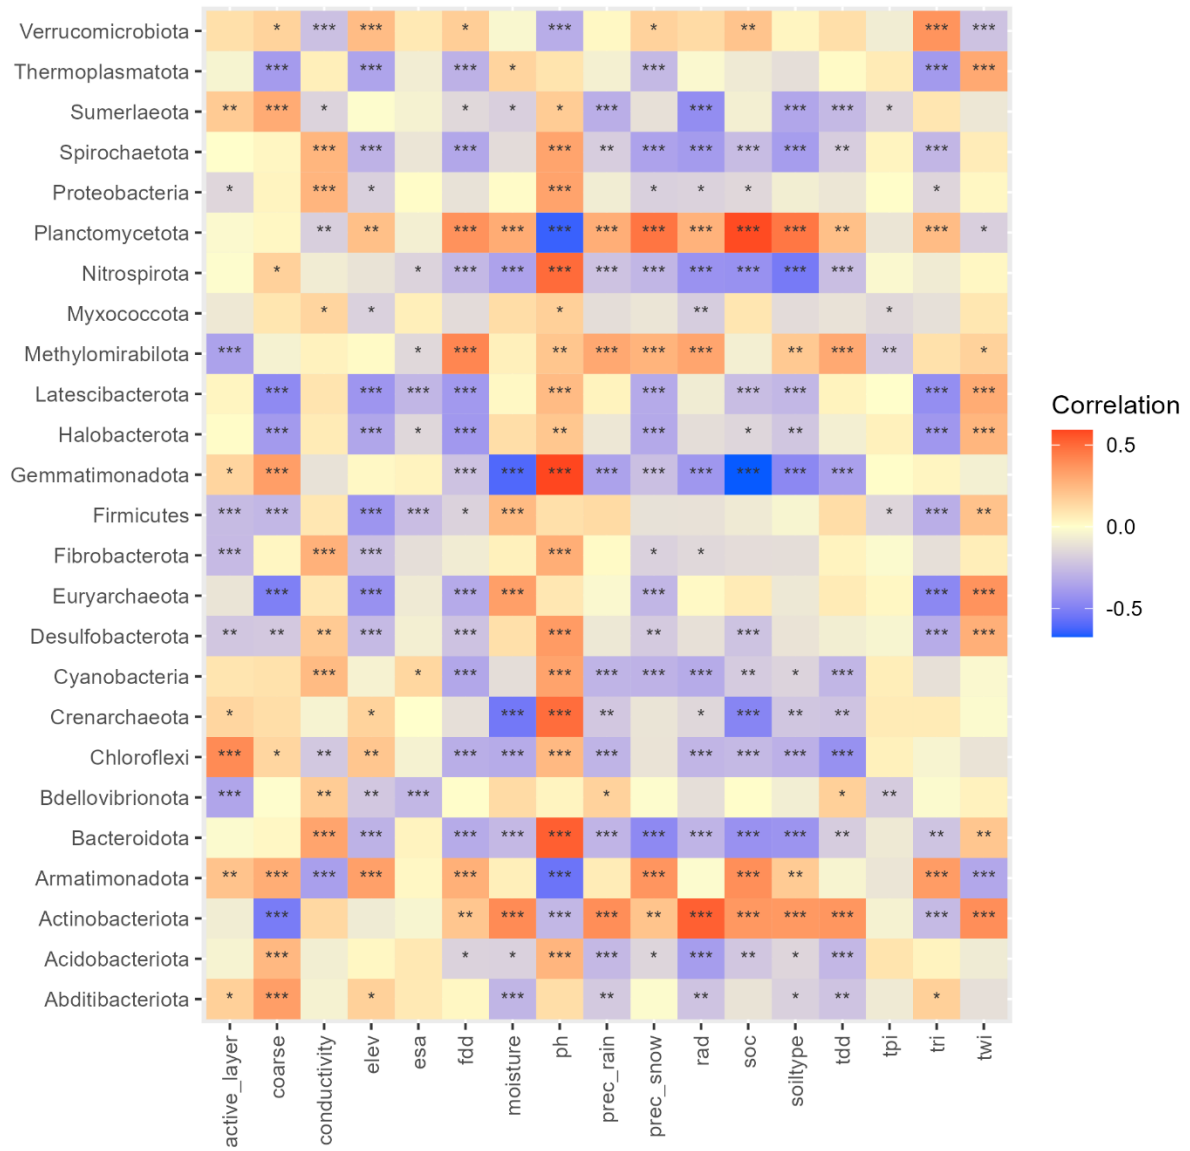 Verrucomicrobiota * *** *** * *** * ** *** ***
Thermoplasmatota *** *** *** * *** *** ***
Sumerlaeota ** *** * * * * *** *** *** *** *
Spirochaetota *** *** *** *** ** *** *** *** *** ** ***
Proteobacteria * *** * *** * * * *
Planctomycetota ** ** *** *** *** *** *** *** *** *** ** *** *
Nitrospirota * * *** *** *** *** *** *** *** *** ***
Myxococcota * * * ** *
Methylomirabilota *** * *** ** *** *** *** ** *** ** *
Latescibacterota *** *** *** *** *** *** *** *** *** ***
Halobacterota *** *** * *** ** *** * ** *** ***
Gemmatimonadota * *** *** *** *** *** *** *** *** *** ***
Firmicutes *** *** *** *** * *** * *** **
Fibrobacterota *** *** *** *** * *
Euryarchaeota *** *** *** *** *** *** ***
Desulfobacterota ** ** ** *** *** *** ** *** *** ***
Cyanobacteria *** * *** *** *** *** *** ** * ***
Crenarchaeota * * *** *** ** * *** ** **
Chloroflexi *** * ** ** *** *** *** *** *** *** *** ***
Bdellovibrionota *** ** ** *** * * **
Bacteroidota *** *** *** *** *** *** *** *** *** *** ** ** **
Armatimonadota ** *** *** *** *** *** *** *** ** *** ***
Actinobacteriota *** ** *** *** *** ** *** *** *** *** *** ***
Acidobacteriota *** * * *** *** * *** ** * ***
Abditibacteriota * *** * *** ** ** * ** *
active_layer coarse conductivity elev esa fdd moisture ph prec_rain prec_snow rad soc soiltype tdd tpi tri twi
Correlation
0.5
0.0
-0.5